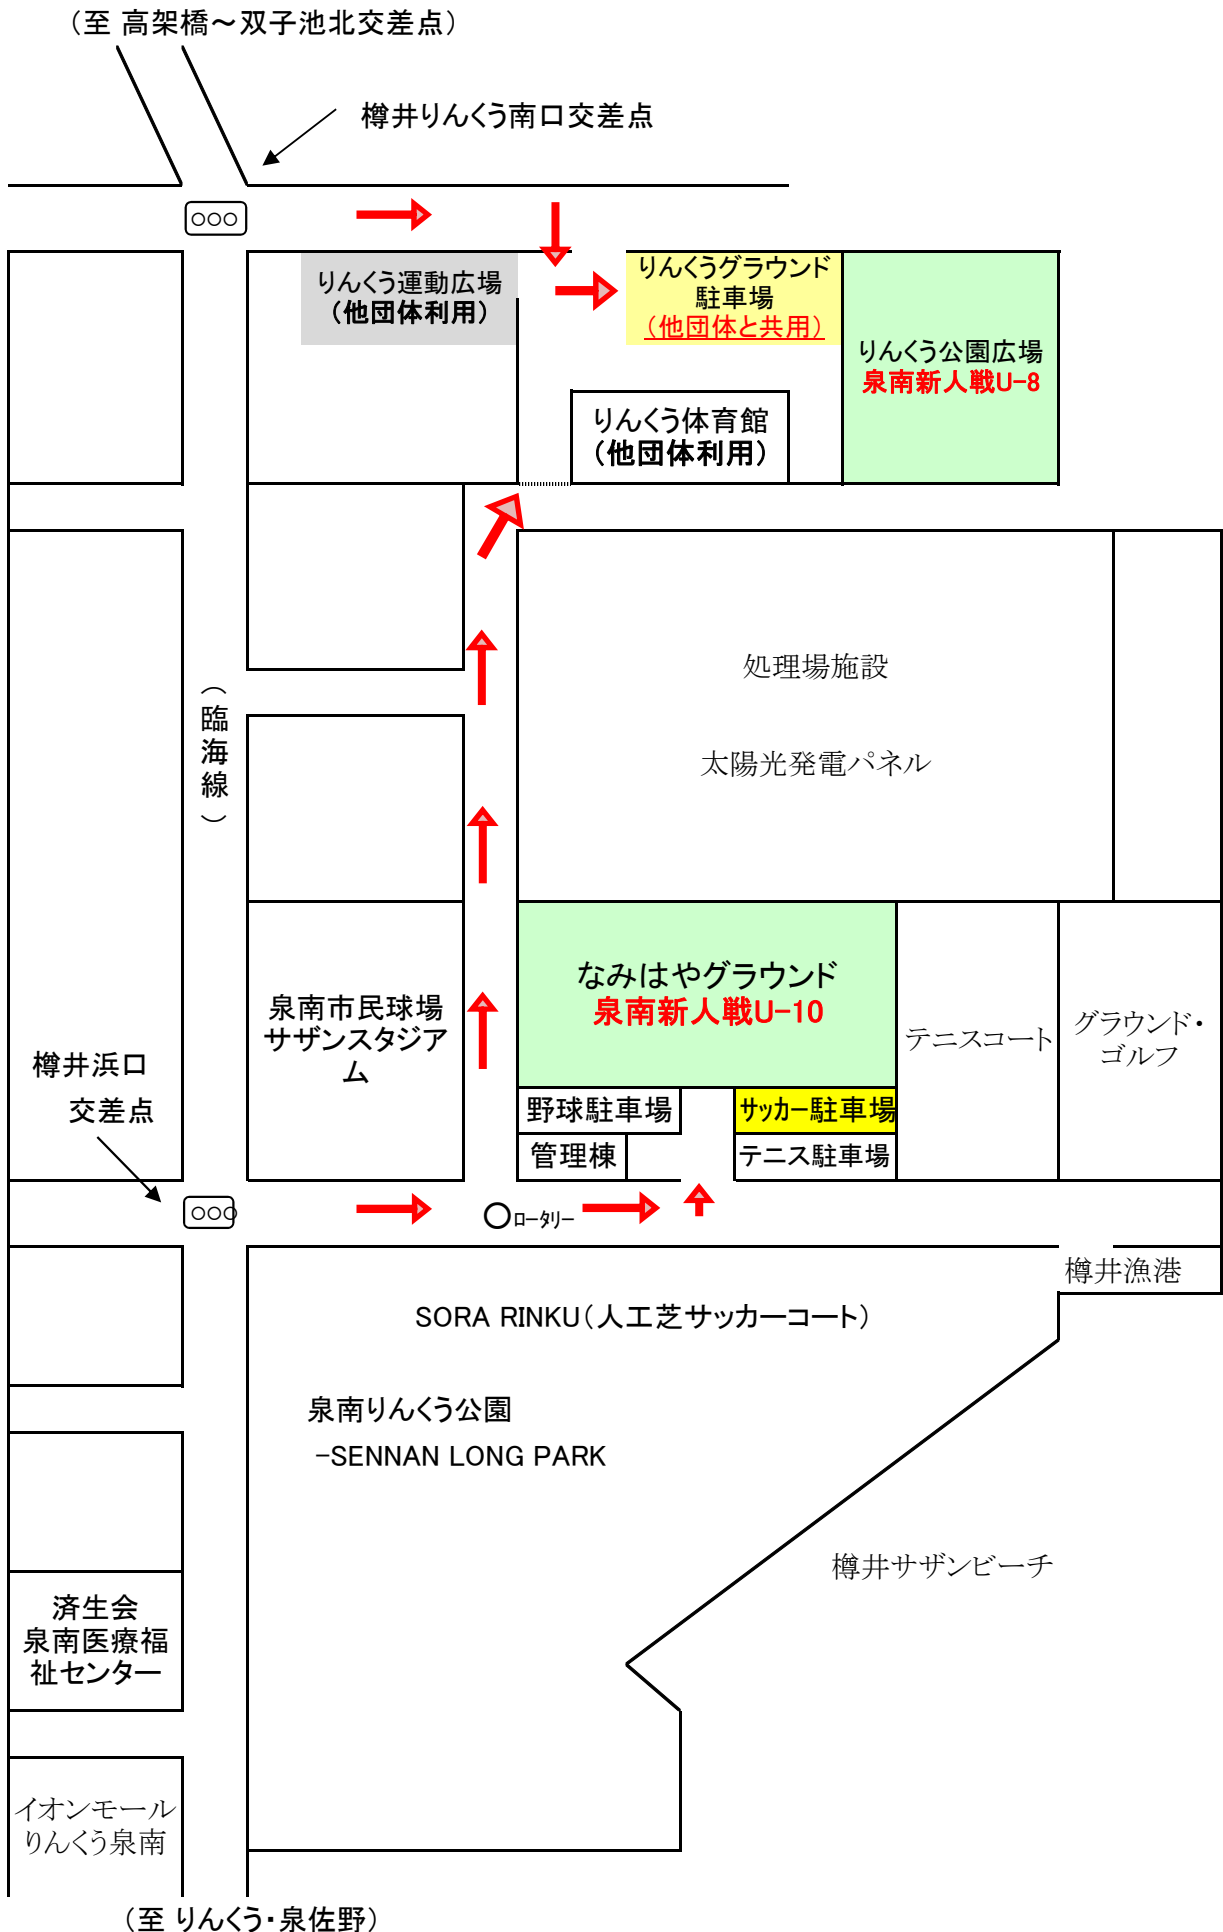 （至 高架橋～双子池北交差点）
樽井りんくう南口交差点
○○○
りんくう運動広場
（他団体利用）
りんくうグラウンド
駐車場
（他団体と共用）
りんくう公園広場
泉南新人戦U-8
りんくう体育館
（他団体利用）
処理場施設
太陽光発電パネル
（臨海線）
なみはやグラウンド
泉南新人戦U-10
泉南市民球場
サザンスタジア
ム
テニスコート
グラウンド・
ゴルフ
樽井浜口
交差点
野球駐車場
サッカー駐車場
管理棟
テニス駐車場
○○○
ロータリー
樽井漁港
SORA RINKU（人工芝サッカーコート）
泉南りんくう公園
-SENNAN LONG PARK
樽井サザンビーチ
済生会
泉南医療福
祉センター
イオンモール
りんくう泉南
（至 りんくう・泉佐野）